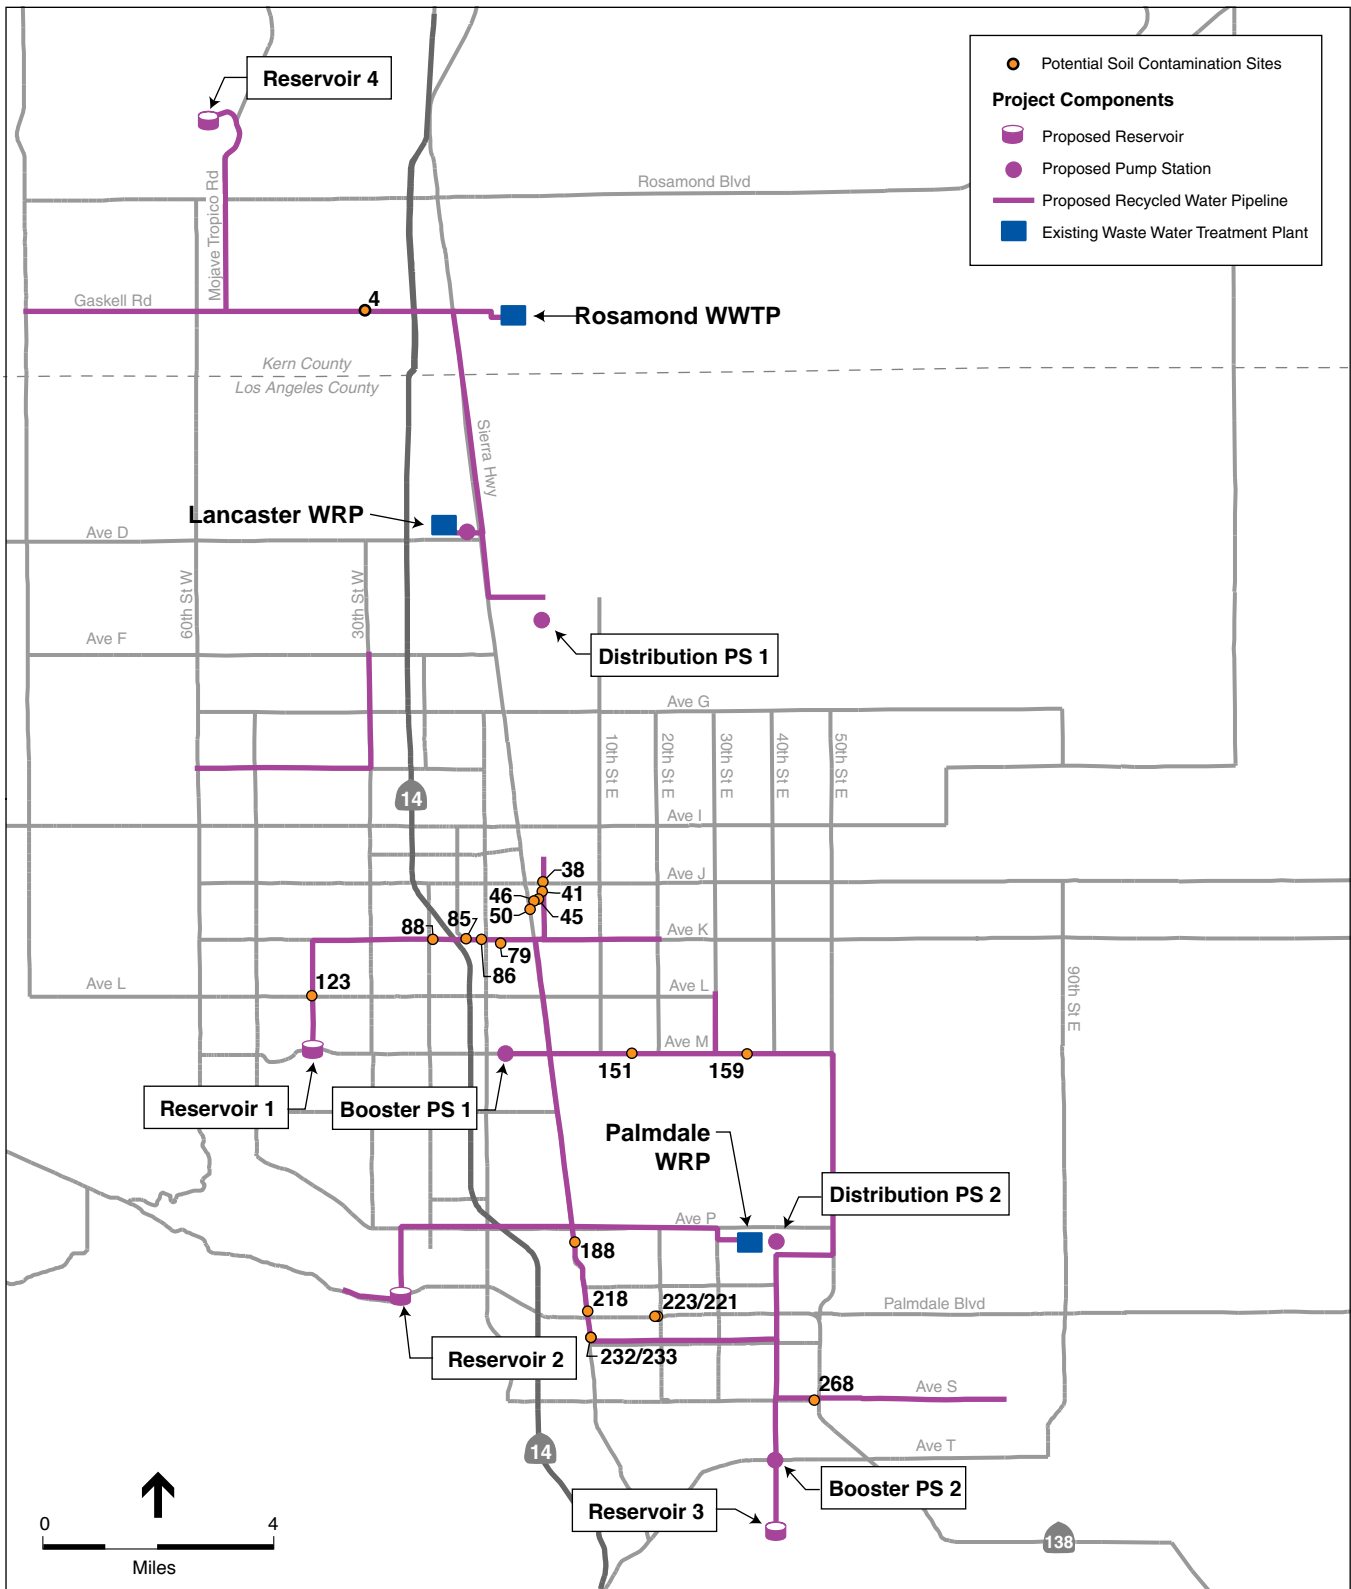 Reservoir 4
Potential Soil Contamination Sites
Project Components
Proposed Reservoir
Proposed Pump Station
Proposed Recycled Water Pipeline
Existing Waste Water Treatment Plant
Rosamond Blvd
Mojave Tropico Rd
Gaskell Rd
4
Rosamond WWTP
Kern County
Los Angeles County
Sierra Hwy
Lancaster WRP
Ave D
60th St W
30th St W
Ave F
Distribution PS 1
Ave G
10th St E
20th St E
30th St E
40th St E
50th St E
14
Ave I
38
Ave J
46
41
50
45
88
85
Ave K
79
86
Ave L
123
Ave L
90th St E
Ave M
151
159
Reservoir 1
Booster PS 1
Palmdale
WRP
Distribution PS 2
Ave P
188
218
223/221
Palmdale Blvd
Reservoir 2
232/233
268
Ave S
14
Ave T
Booster PS 2
Reservoir 3
0
4
Miles
138